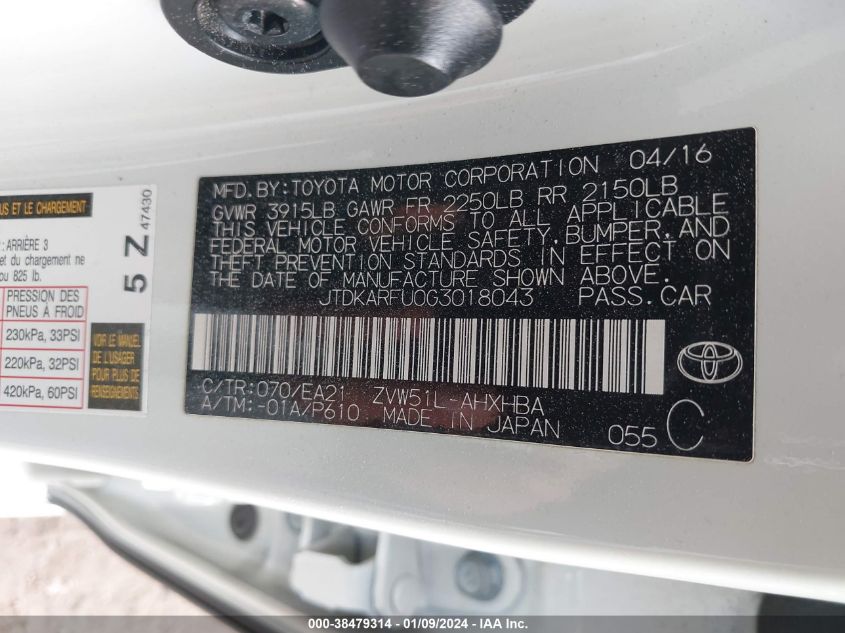 MFD. BY: TOYOTA MOTOR CORPORATION 04/16
GVWR 3915LB GAWR FR 2250LB RR 2150LB
THIS VEHICLE CONFORMS TO ALL APPLICABLE
FEDERAL MOTOR VEHICLE SAFETY, BUMPER, AND
THEFT PREVENTION STANDARDS IN EFFECT ON
THE DATE OF MANUFACTURE SHOWN ABOVE.
JTDKARFU0G3018043 PASS.CAR
C/TR: 070/EA21 ZVW51L-AHXHBA
A/TM: -01A/P610 MADE IN JAPAN
055 C
US ET LE CHARGEMENT
: ARRIÈRE 3
et du chargement ne
ou 825 lb.
5 Z 47430
PRESSION DES
PNEUS À FROID
230kPa, 33PSI
220kPa, 32PSI
420kPa, 60PSI
VOIR LE MANUEL
DE L'USAGER
POUR PLUS DE
RENSEIGNEMENTS
000-38479314 - 01/09/2024 - IAA Inc.